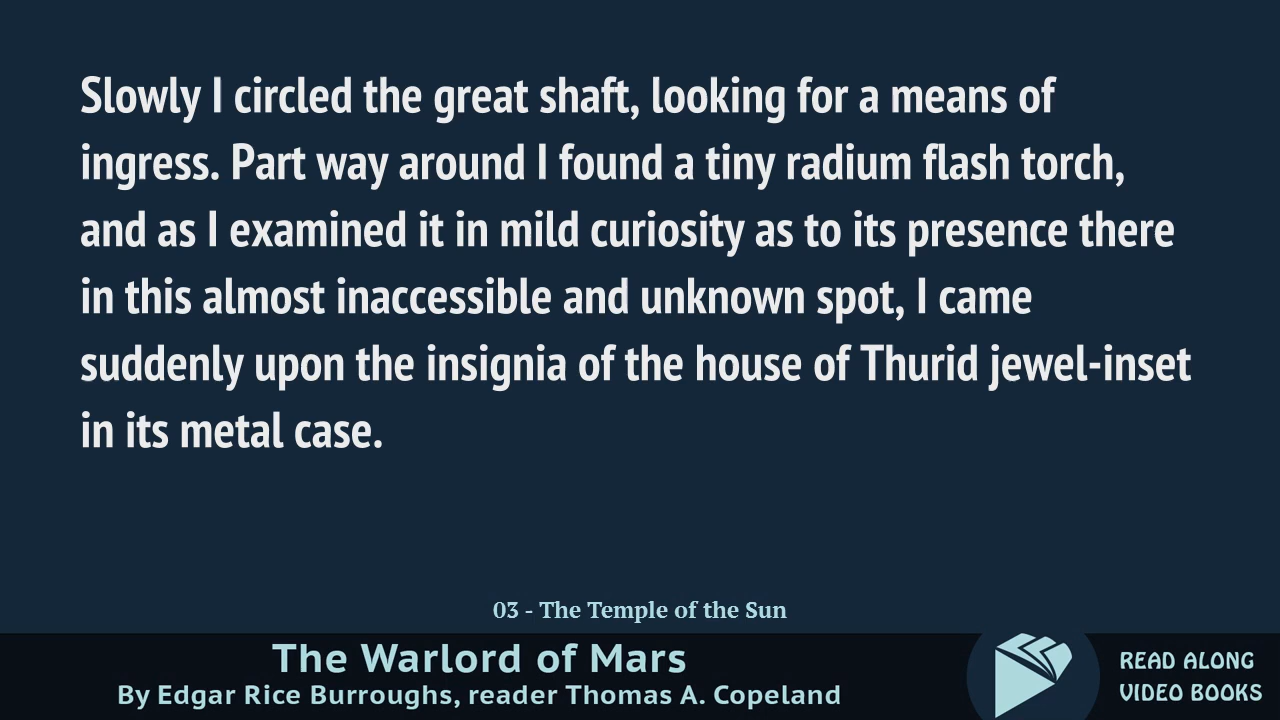 Slowly I circled the great shaft, looking for a means of
ingress. Part way around I found a tiny radium flash torch,
and as I examined it in mild curiosity as to its presence there
in this almost inaccessible and unknown spot, I came
suddenly upon the insignia of the house of Thurid jewel-inset
in its metal case.
03 - The Temple of the Sun
The Warlord of Mars
By Edgar Rice Burroughs, reader Thomas A. Copeland
READ ALONG
VIDEO BOOKS